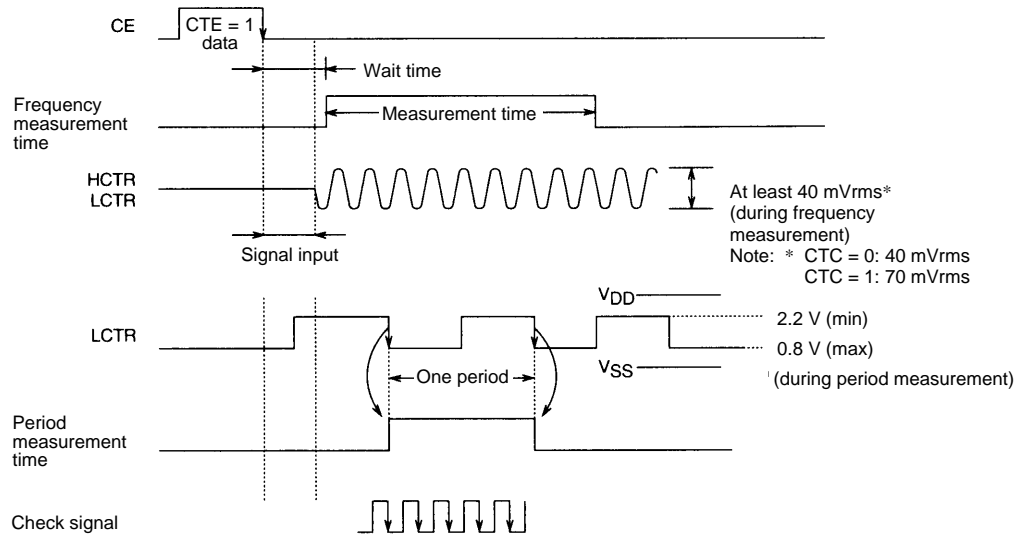 CE
CTE = 1
data
Wait time
Frequency
measurement
time
Measurement time
HCTR
LCTR
At least 40 mVrms*
(during frequency
measurement)
Note: * CTC = 0: 40 mVrms
CTC = 1: 70 mVrms
Signal input
VDD
2.2 V (min)
LCTR
0.8 V (max)
VSS
(during period measurement)
One period
Period
measurement
time
Check signal